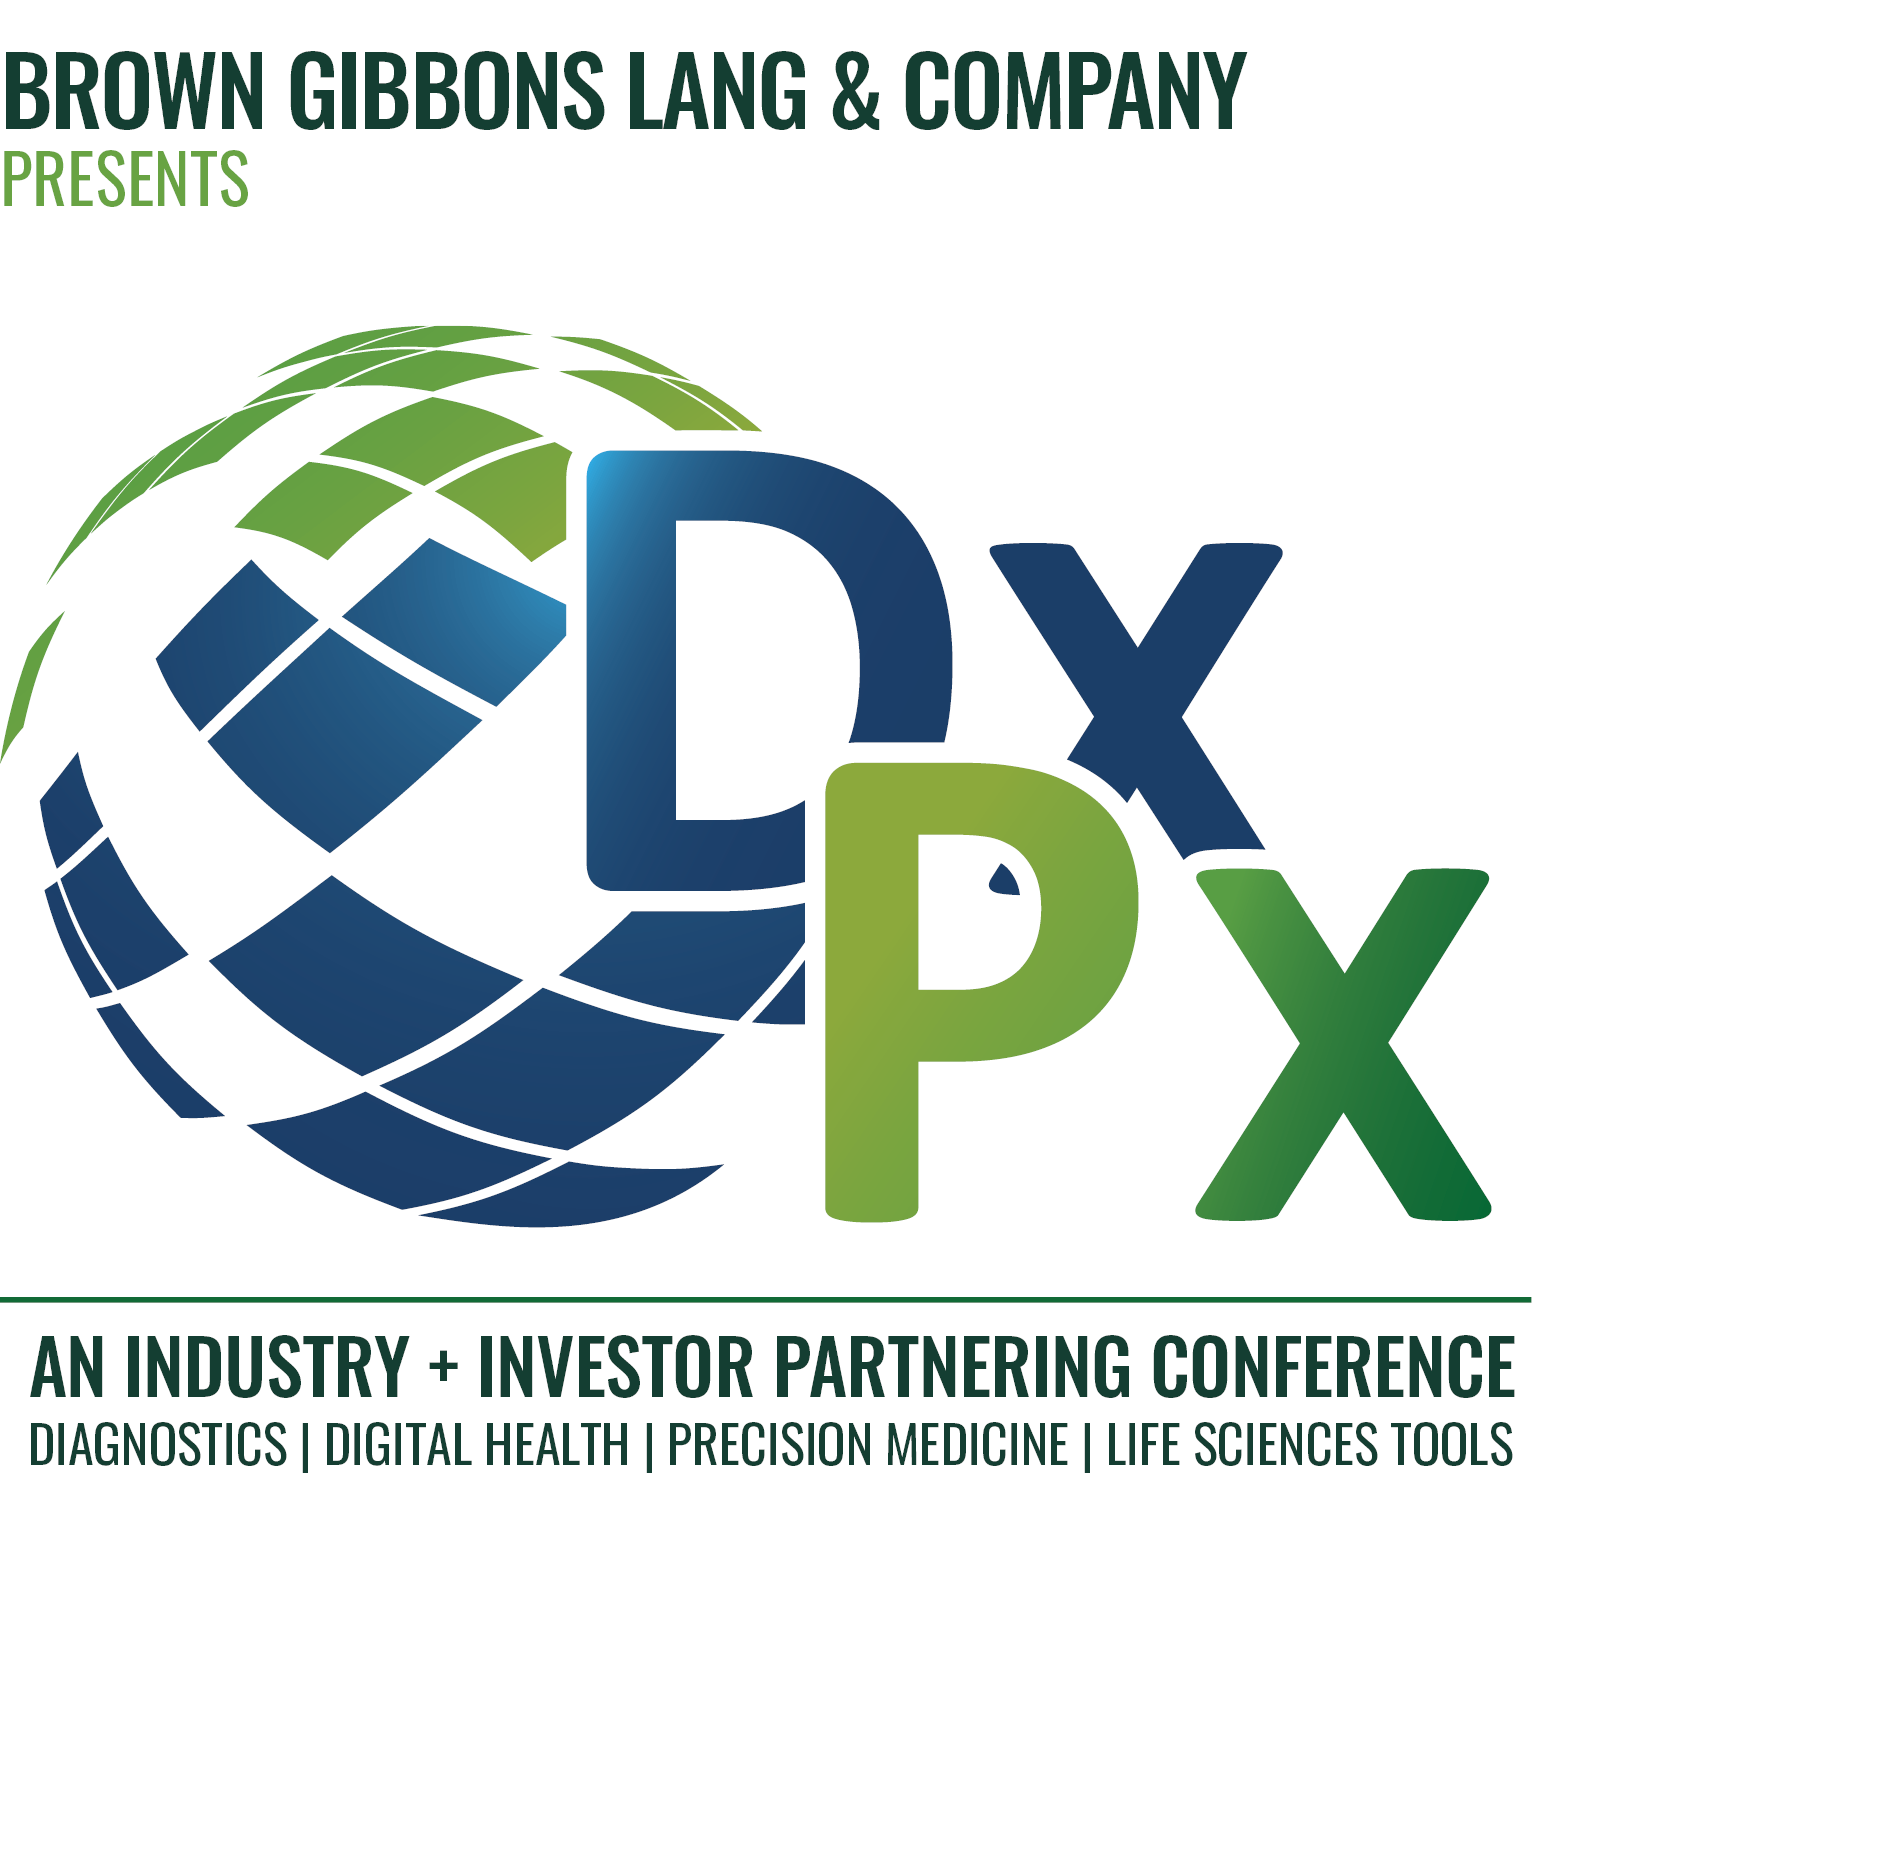 BROWN GIBBONS LANG & COMPANY
PRESENTS
Dx
Px
AN INDUSTRY + INVESTOR PARTNERING CONFERENCE
DIAGNOSTICS | DIGITAL HEALTH | PRECISION MEDICINE | LIFE SCIENCES TOOLS